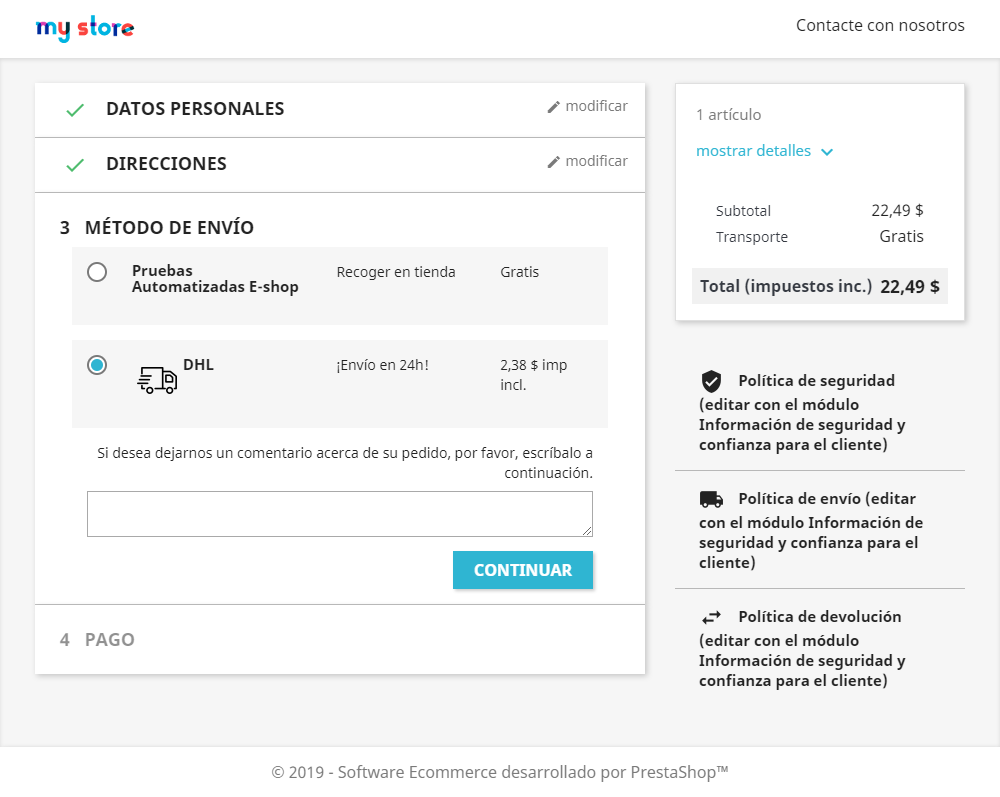 my store
Contacte con nosotros
DATOS PERSONALES
modificar
DIRECCIONES
modificar
3 MÉTODO DE ENVÍO
Pruebas
Automatizadas E-shop
Recoger en tienda
Gratis
DHL
¡Envío en 24h!
2,38 $ imp
incl.
Si desea dejarnos un comentario acerca de su pedido, por favor, escríbalo a
continuación.
CONTINUAR
4 PAGO
1 artículo
mostrar detalles
Subtotal 22,49 $
Transporte Gratis
Total (impuestos inc.) 22,49 $
Política de seguridad
(editar con el módulo
Información de seguridad y
confianza para el cliente)
Política de envío (editar
con el módulo Información de
seguridad y confianza para el
cliente)
Política de devolución
(editar con el módulo
Información de seguridad y
confianza para el cliente)
© 2019 - Software Ecommerce desarrollado por PrestaShop™